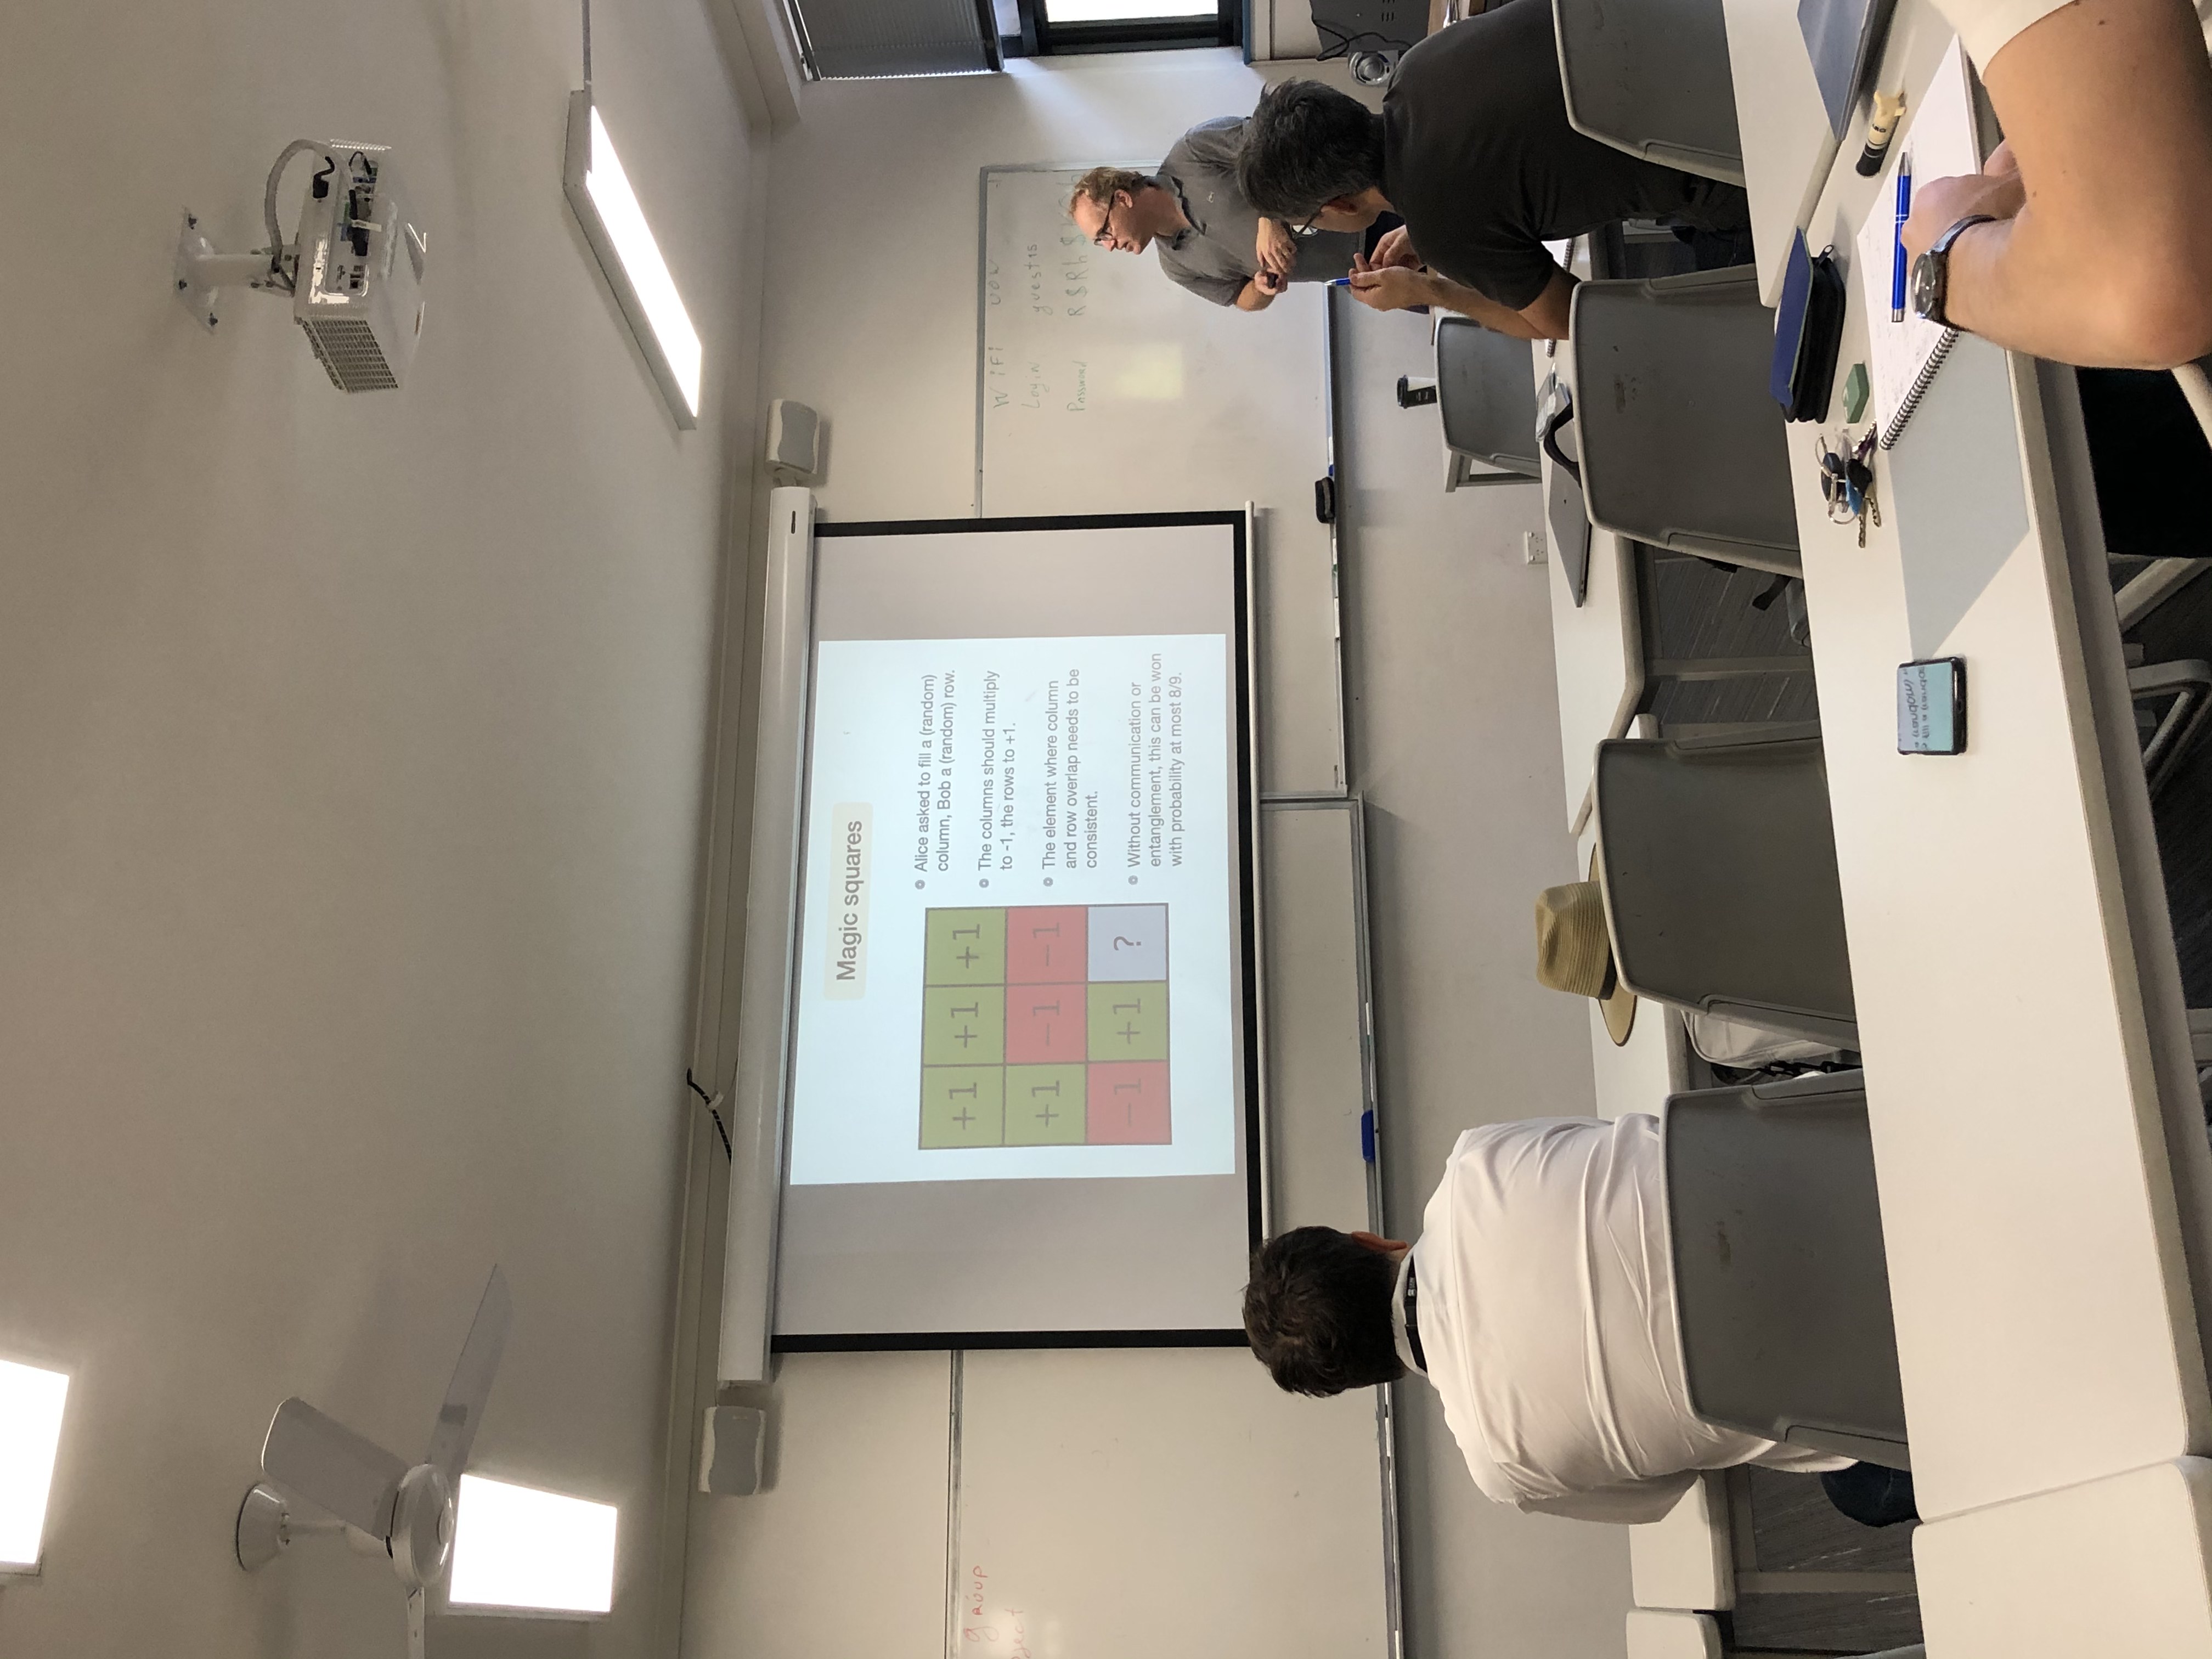 Magic squares
+1 +1 +1
+1 −1 −1
−1 +1 ?
Alice asked to fill a (random)
column, Bob a (random) row.
The columns should multiply
to -1, the rows to +1.
The element where column
and row overlap needs to be
consistent.
Without communication or
entanglement, this can be won
with probability at most 8/9.
group
ject
WiFi UOW
Login guest15
Password